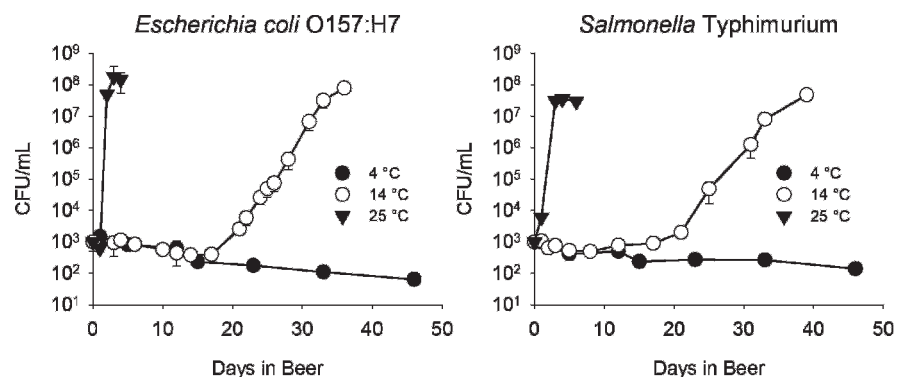 Escherichia coli O157:H7
10⁹
10⁸
10⁷
10⁶
10⁵
10⁴
10³
10²
10¹
CFU/mL
4 °C
14 °C
25 °C
0 10 20 30 40 50
Days in Beer
Salmonella Typhimurium
10⁹
10⁸
10⁷
10⁶
10⁵
10⁴
10³
10²
10¹
CFU/mL
4 °C
14 °C
25 °C
0 10 20 30 40 50
Days in Beer